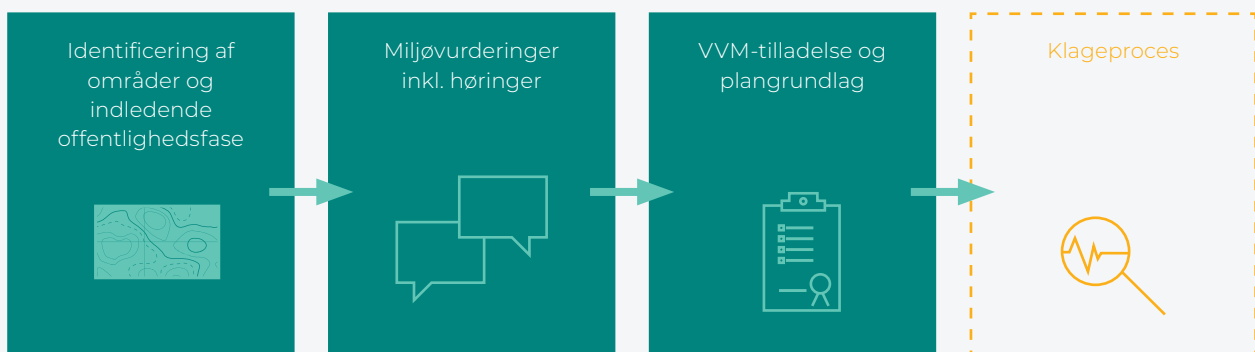 Identificering af
områder og
indledende
offentlighedsfase
Miljøvurderinger
inkl. høringer
VVM-tilladelse og
plangrundlag
Klageproces